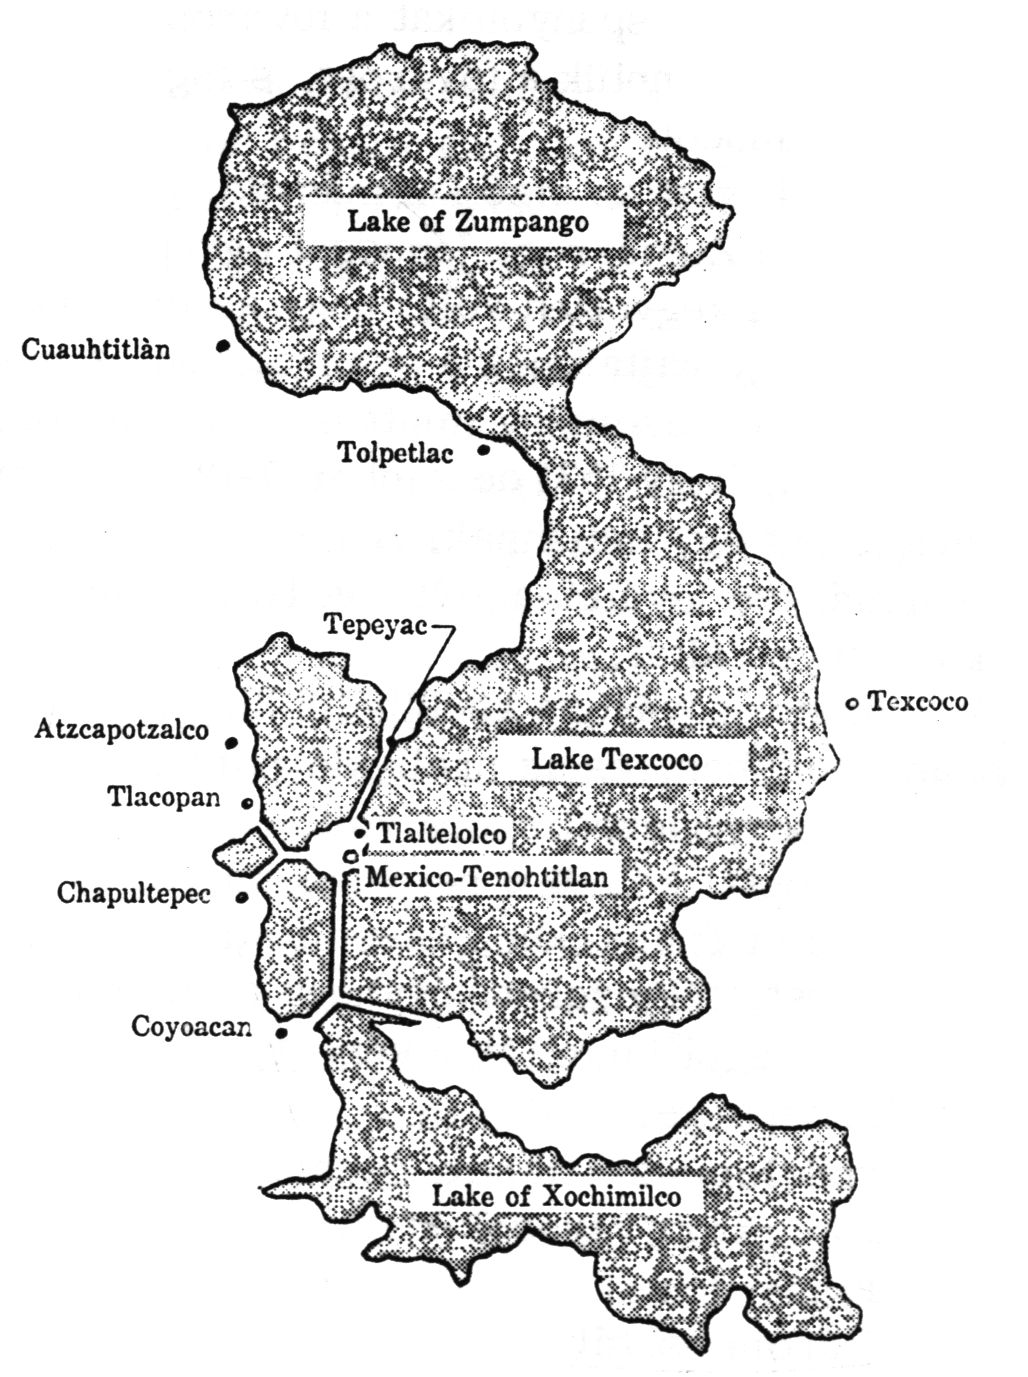 Lake of Zumpango
Cuauhtitlàn
Tolpetlac
Tepeyac
Texcoco
Atzcapotzalco
Lake Texcoco
Tlacopan
Tlaltelolco
Mexico-Tenohtitlan
Chapultepec
Coyoacan
Lake of Xochimilco